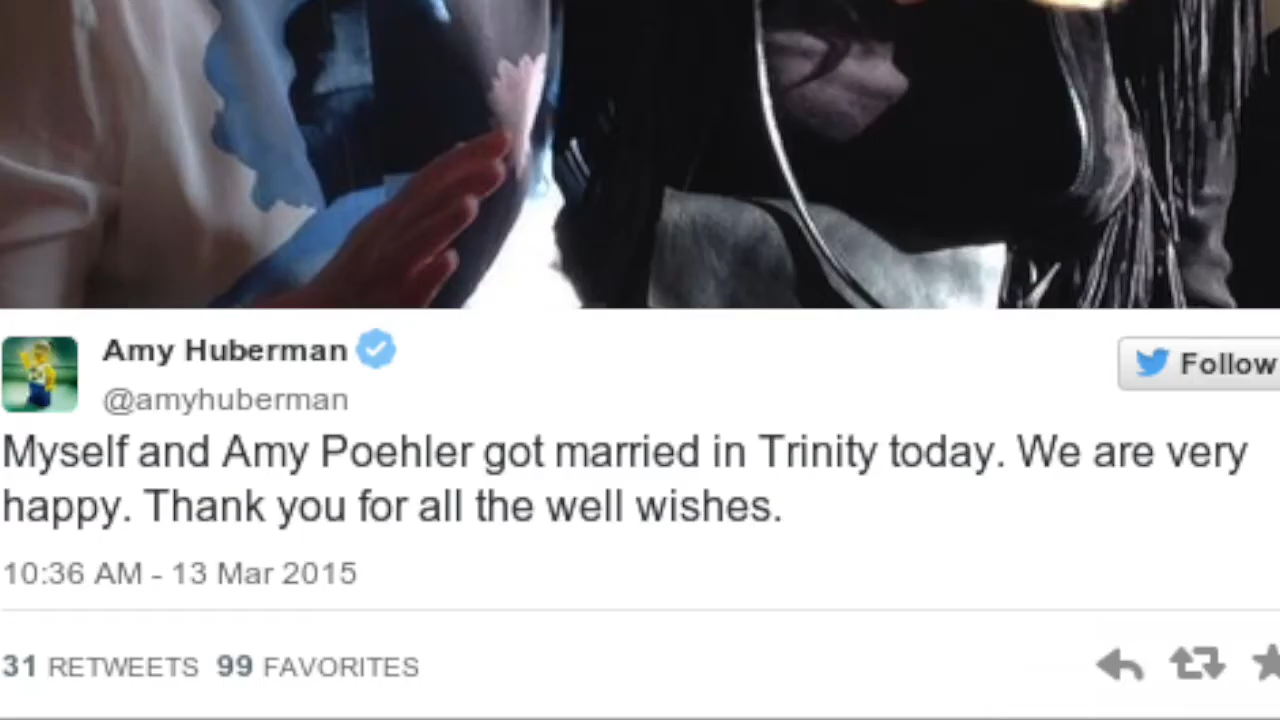 Amy Huberman
@amyhuberman
Follow
Myself and Amy Poehler got married in Trinity today. We are very
happy. Thank you for all the well wishes.
10:36 AM - 13 Mar 2015
31 RETWEETS 99 FAVORITES